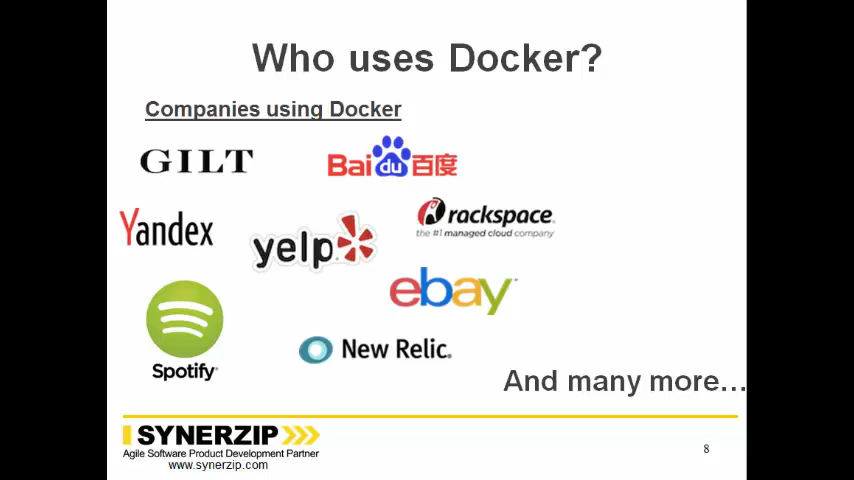 Who uses Docker?
Companies using Docker
GILT
Bai du 百度
Yandex
yelp
rackspace.
the #1 managed cloud company
ebay™
Spotify
New Relic.
And many more...
SYNERZIP
Agile Software Product Development Partner
www.synerzip.com
8